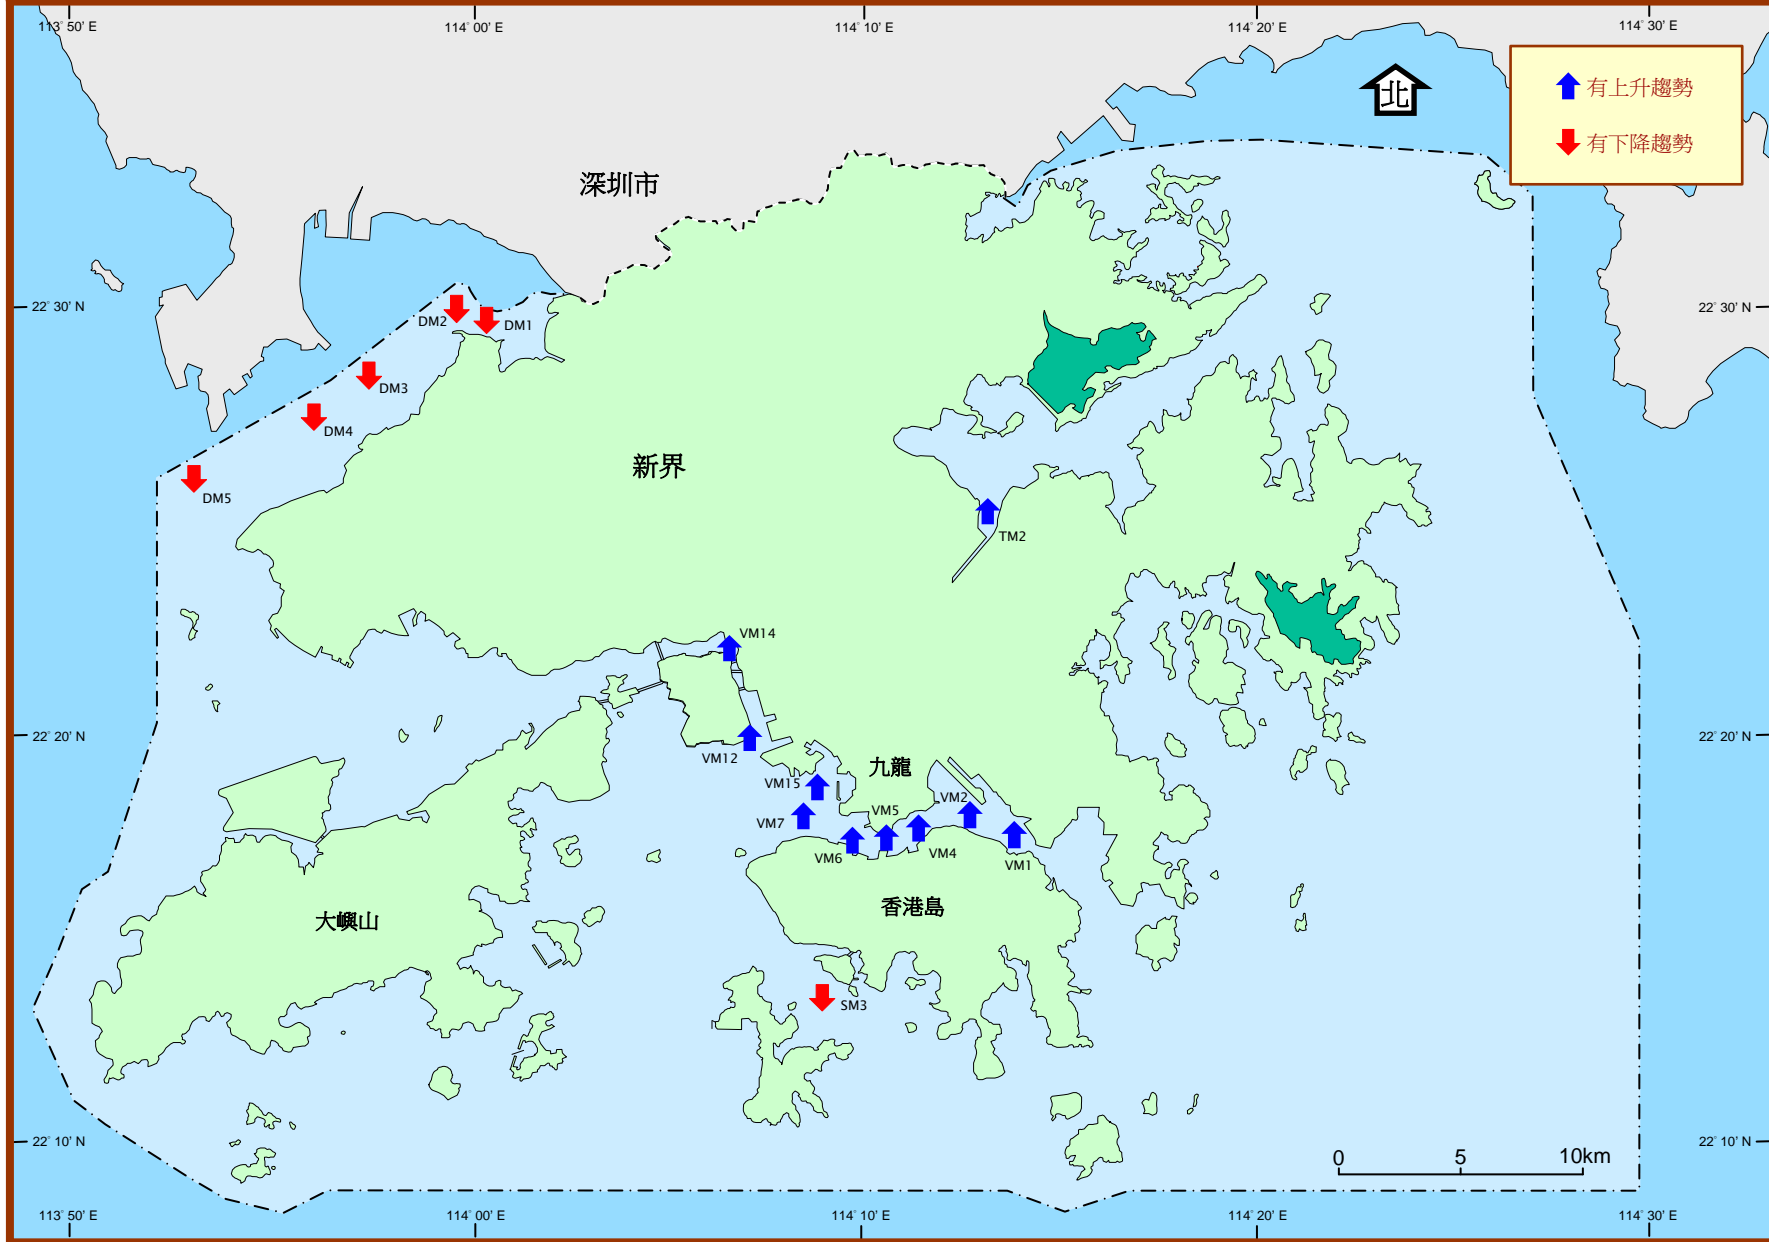 113° 50' E
114° 00' E
114° 10' E
114° 20' E
114° 30' E
北
有上升趨勢
有下降趨勢
深圳市
22° 30' N
22° 30' N
DM2
DM1
DM3
DM4
DM5
新界
TM2
VM14
22° 20' N
22° 20' N
VM12
九龍
VM15
VM2
VM5
VM7
VM4
VM6
VM1
香港島
大嶼山
SM3
22° 10' N
22° 10' N
0
5
10km
113° 50' E
114° 00' E
114° 10' E
114° 20' E
114° 30' E